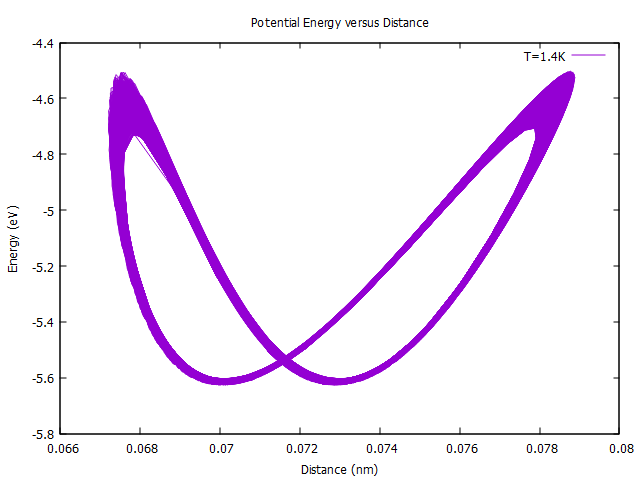 Potential Energy versus Distance
T=1.4K
-4.4
-4.6
-4.8
-5
-5.2
-5.4
-5.6
-5.8
Energy (eV)
0.066 0.068 0.07 0.072 0.074 0.076 0.078 0.08
Distance (nm)